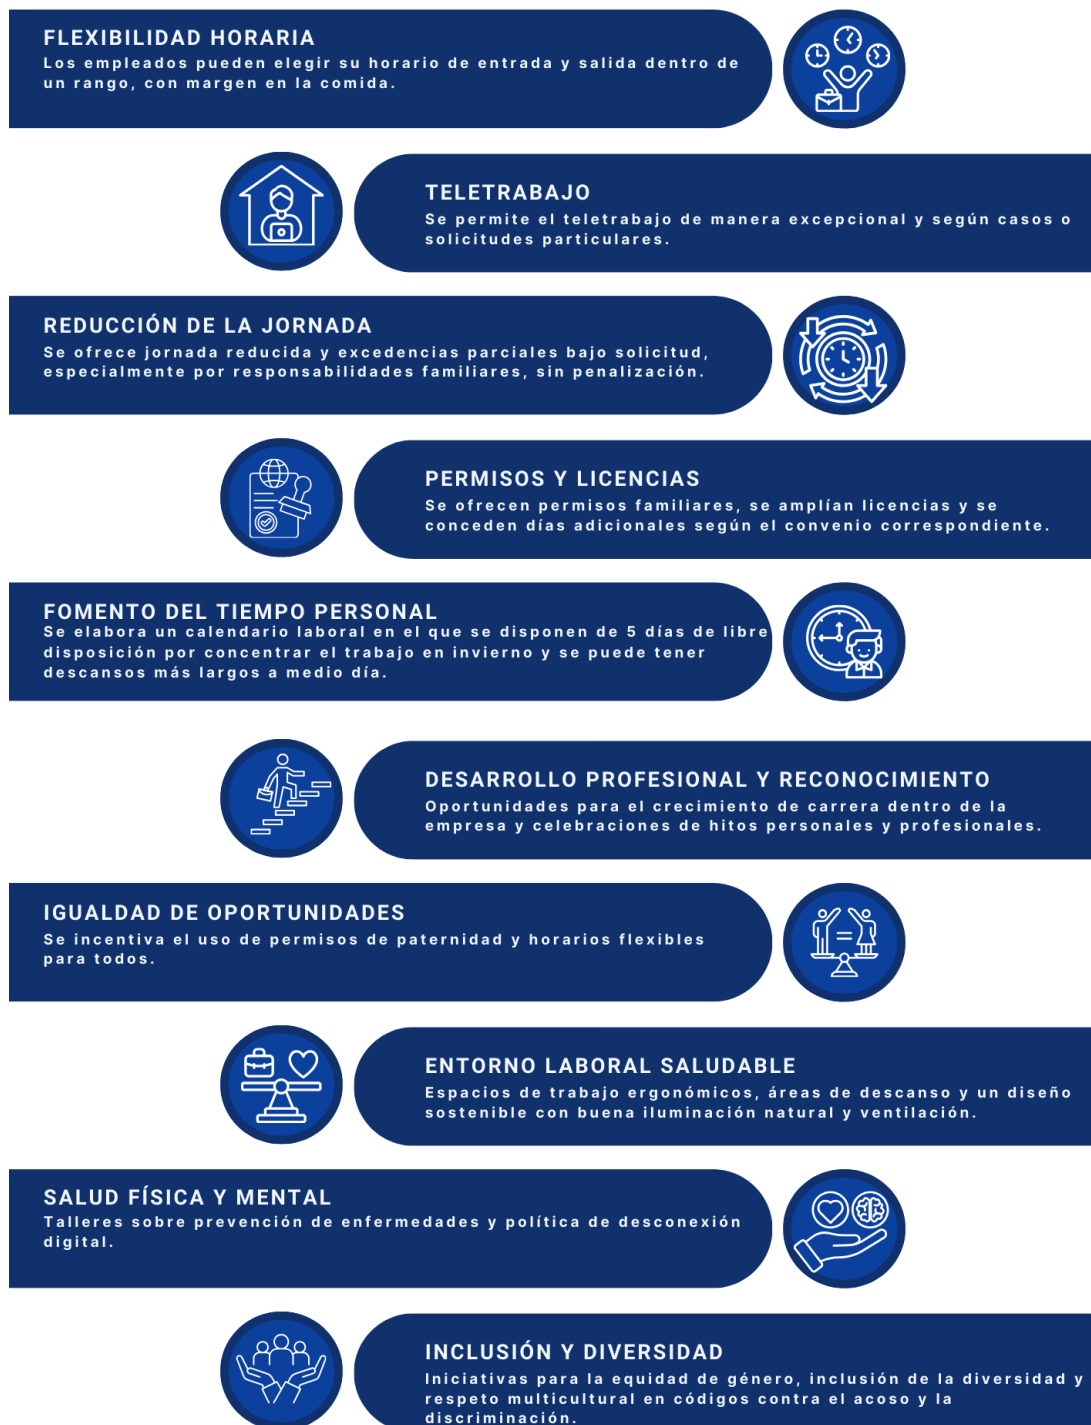 FLEXIBILIDAD HORARIA
Los empleados pueden elegir su horario de entrada y salida dentro de
un rango, con margen en la comida.
TELETRABAJO
Se permite el teletrabajo de manera excepcional y según casos o
solicitudes particulares.
REDUCCIÓN DE LA JORNADA
Se ofrece jornada reducida y excedencias parciales bajo solicitud,
especialmente por responsabilidades familiares, sin penalización.
PERMISOS Y LICENCIAS
Se ofrecen permisos familiares, se amplían licencias y se
conceden días adicionales según el convenio correspondiente.
FOMENTO DEL TIEMPO PERSONAL
Se elabora un calendario laboral en el que se disponen de 5 días de libre
disposición por concentrar el trabajo en invierno y se puede tener
descansos más largos a medio día.
DESARROLLO PROFESIONAL Y RECONOCIMIENTO
Oportunidades para el crecimiento de carrera dentro de la
empresa y celebraciones de hitos personales y profesionales.
IGUALDAD DE OPORTUNIDADES
Se incentiva el uso de permisos de paternidad y horarios flexibles
para todos.
ENTORNO LABORAL SALUDABLE
Espacios de trabajo ergonómicos, áreas de descanso y un diseño
sostenible con buena iluminación natural y ventilación.
SALUD FÍSICA Y MENTAL
Talleres sobre prevención de enfermedades y política de desconexión
digital.
INCLUSIÓN Y DIVERSIDAD
Iniciativas para la equidad de género, inclusión de la diversidad y
respeto multicultural en códigos contra el acoso y la
discriminación.